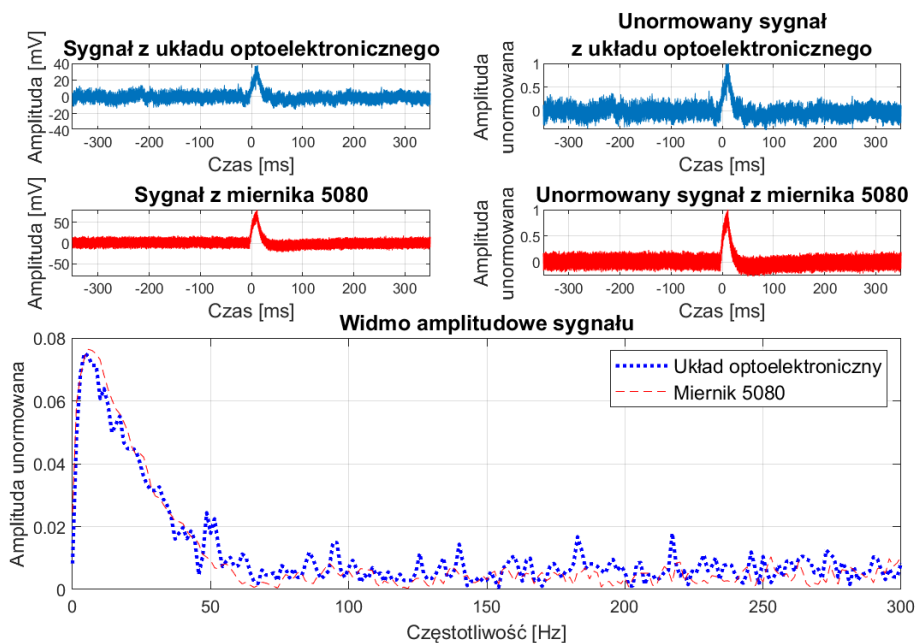 Sygnał z układu optoelektronicznego
Amplituda [mV]
40
20
0
-20
-40
-300
-200
-100
0
100
200
300
Czas [ms]
Unormowany sygnał
z układu optoelektronicznego
Amplituda
unormowana
1
0.5
0
-300
-200
-100
0
100
200
300
Czas [ms]
Sygnał z miernika 5080
Amplituda [mV]
50
0
-50
-300
-200
-100
0
100
200
300
Czas [ms]
Unormowany sygnał z miernika 5080
Amplituda
unormowana
1
0.5
0
-300
-200
-100
0
100
200
300
Czas [ms]
Widmo amplitudowe sygnału
Amplituda unormowana
0.08
0.06
0.04
0.02
0
Układ optoelektroniczny
Miernik 5080
0
50
100
150
200
250
300
Częstotliwość [Hz]